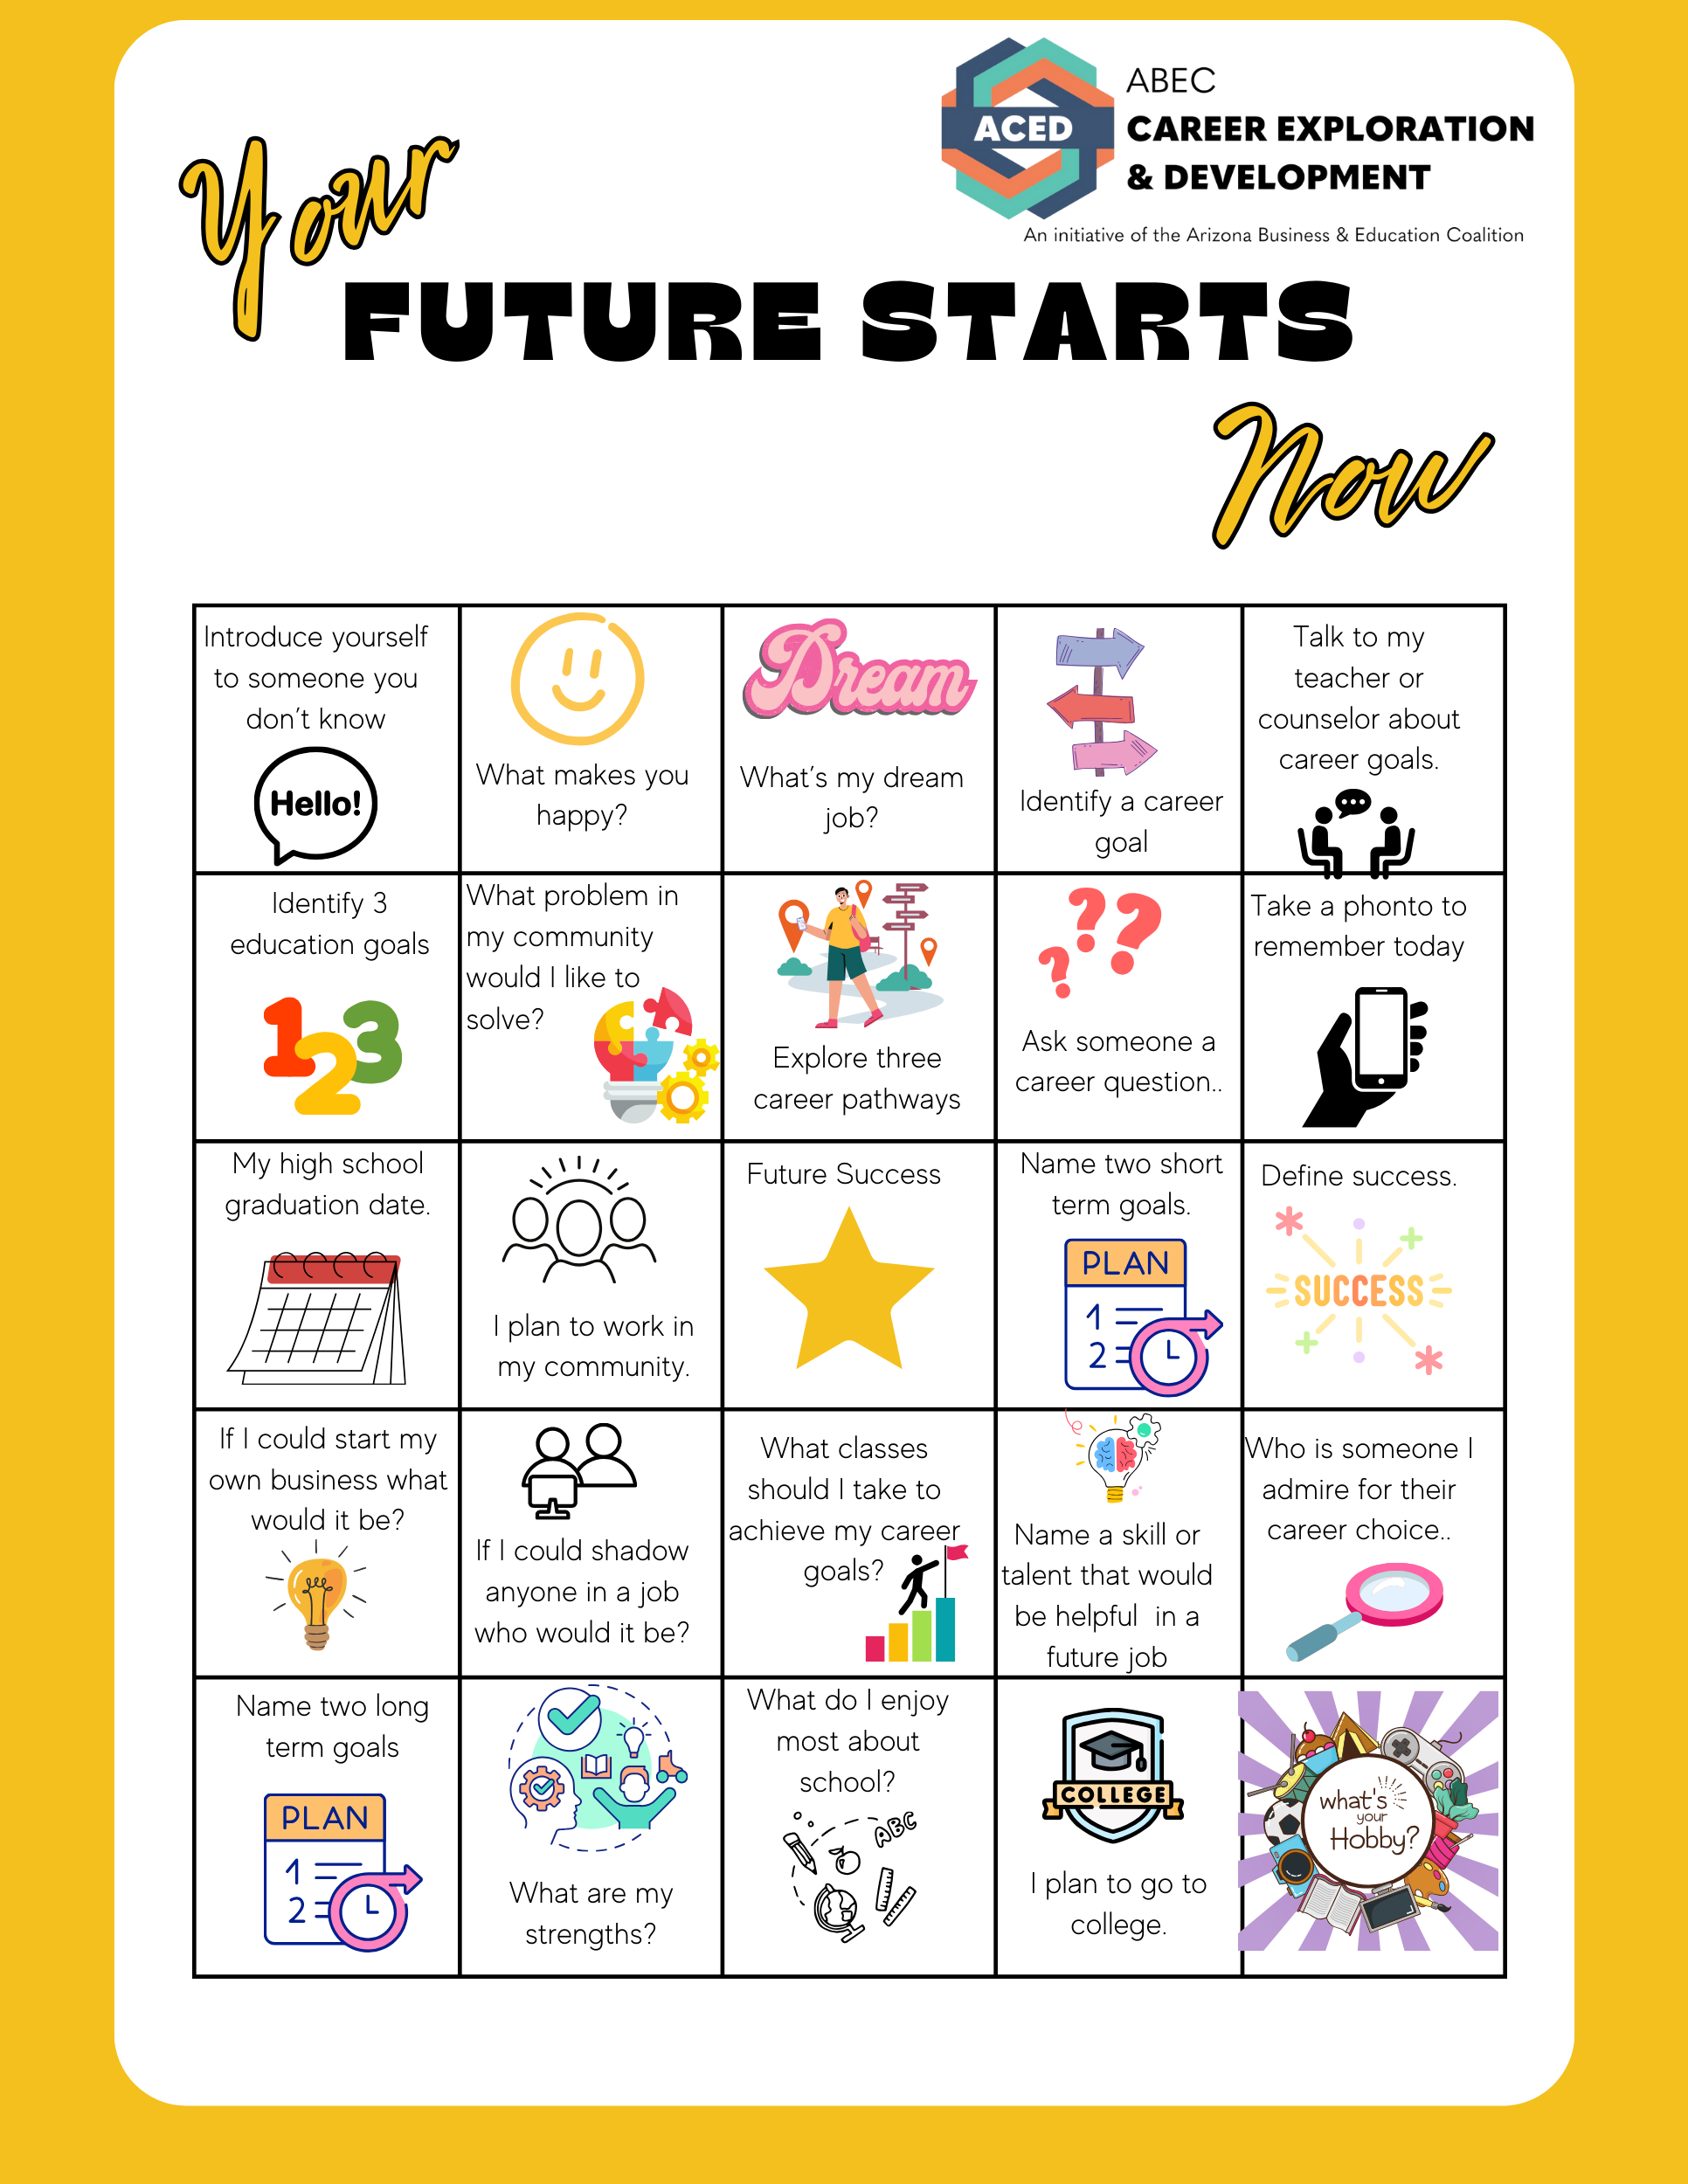 ABEC
ACED
CAREER EXPLORATION
& DEVELOPMENT
An initiative of the Arizona Business & Education Coalition
Your
FUTURE STARTS
Now
Introduce yourself
to someone you
don't know
Hello!
What makes you
happy?
Dream
What's my dream
job?
Identify a career
goal
Talk to my
teacher or
counselor about
career goals.
Identify 3
education goals
123
What problem in
my community
would I like to
solve?
Explore three
career pathways
???
Ask someone a
career question..
Take a phonto to
remember today
My high school
graduation date.
I plan to work in
my community.
Future Success
Name two short
term goals.
PLAN
1
2
Define success.
SUCCESS
If I could start my
own business what
would it be?
If I could shadow
anyone in a job
who would it be?
What classes
should I take to
achieve my career
goals?
Name a skill or
talent that would
be helpful  in a
future job
Who is someone I
admire for their
career choice..
Name two long
term goals
PLAN
1
2
What are my
strengths?
What do I enjoy
most about
school?
ABC
COLLEGE
I plan to go to
college.
what's
your
Hobby?